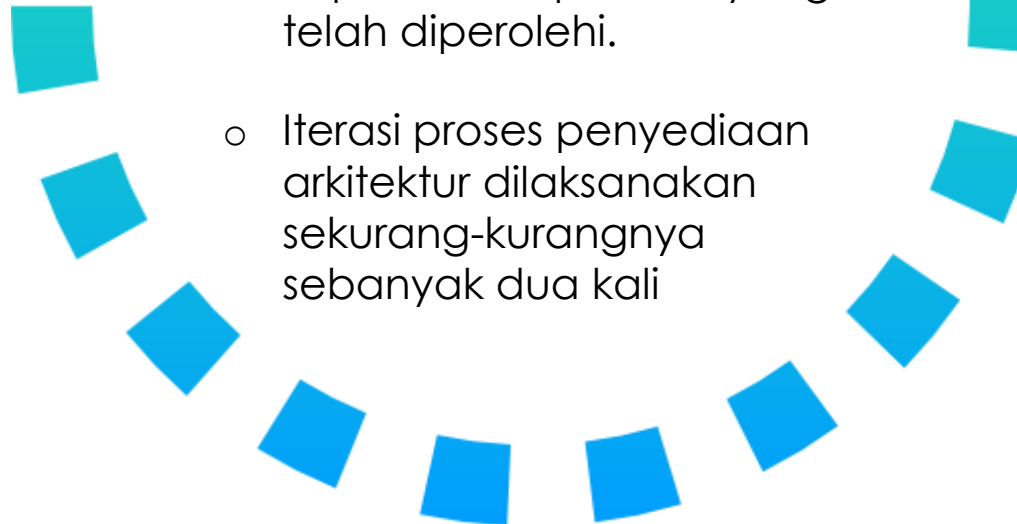 telah diperolehi.
o Iterasi proses penyediaan
arkitektur dilaksanakan
sekurang-kurangnya
sebanyak dua kali